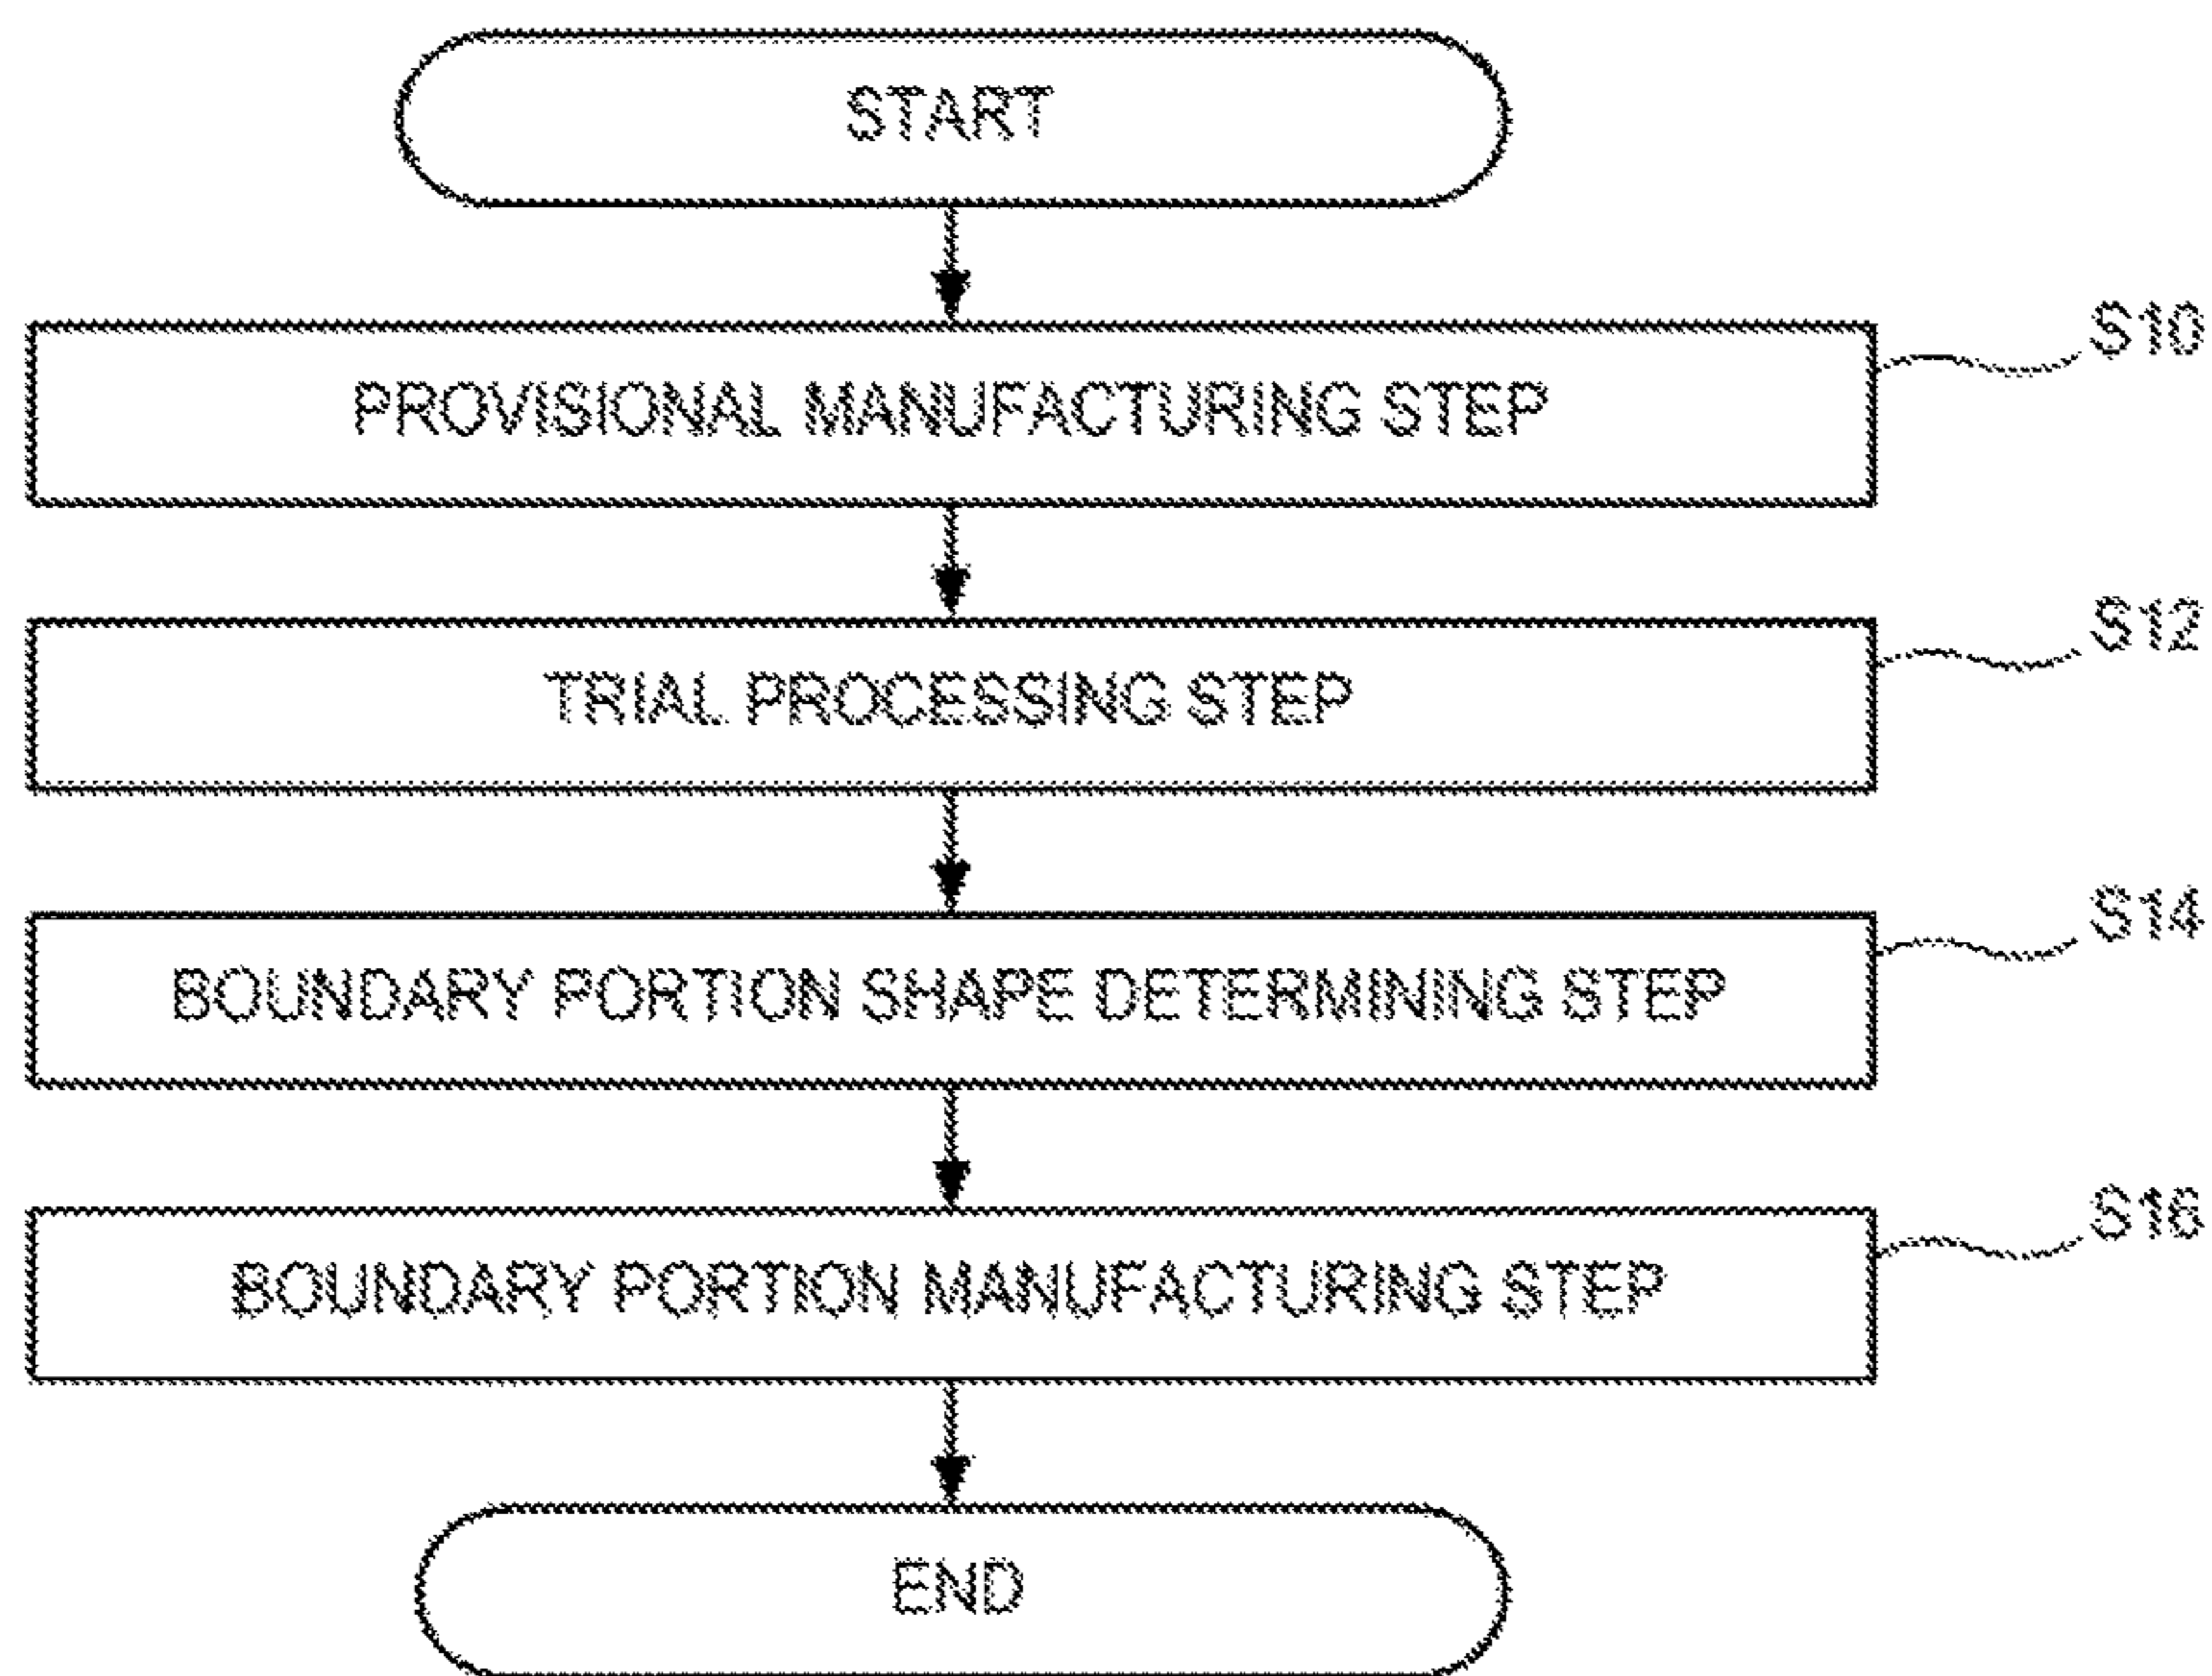 START
S10
PROVISIONAL MANUFACTURING STEP
S12
TRIAL PROCESSING STEP
S14
BOUNDARY PORTION SHAPE DETERMINING STEP
S16
BOUNDARY PORTION MANUFACTURING STEP
END